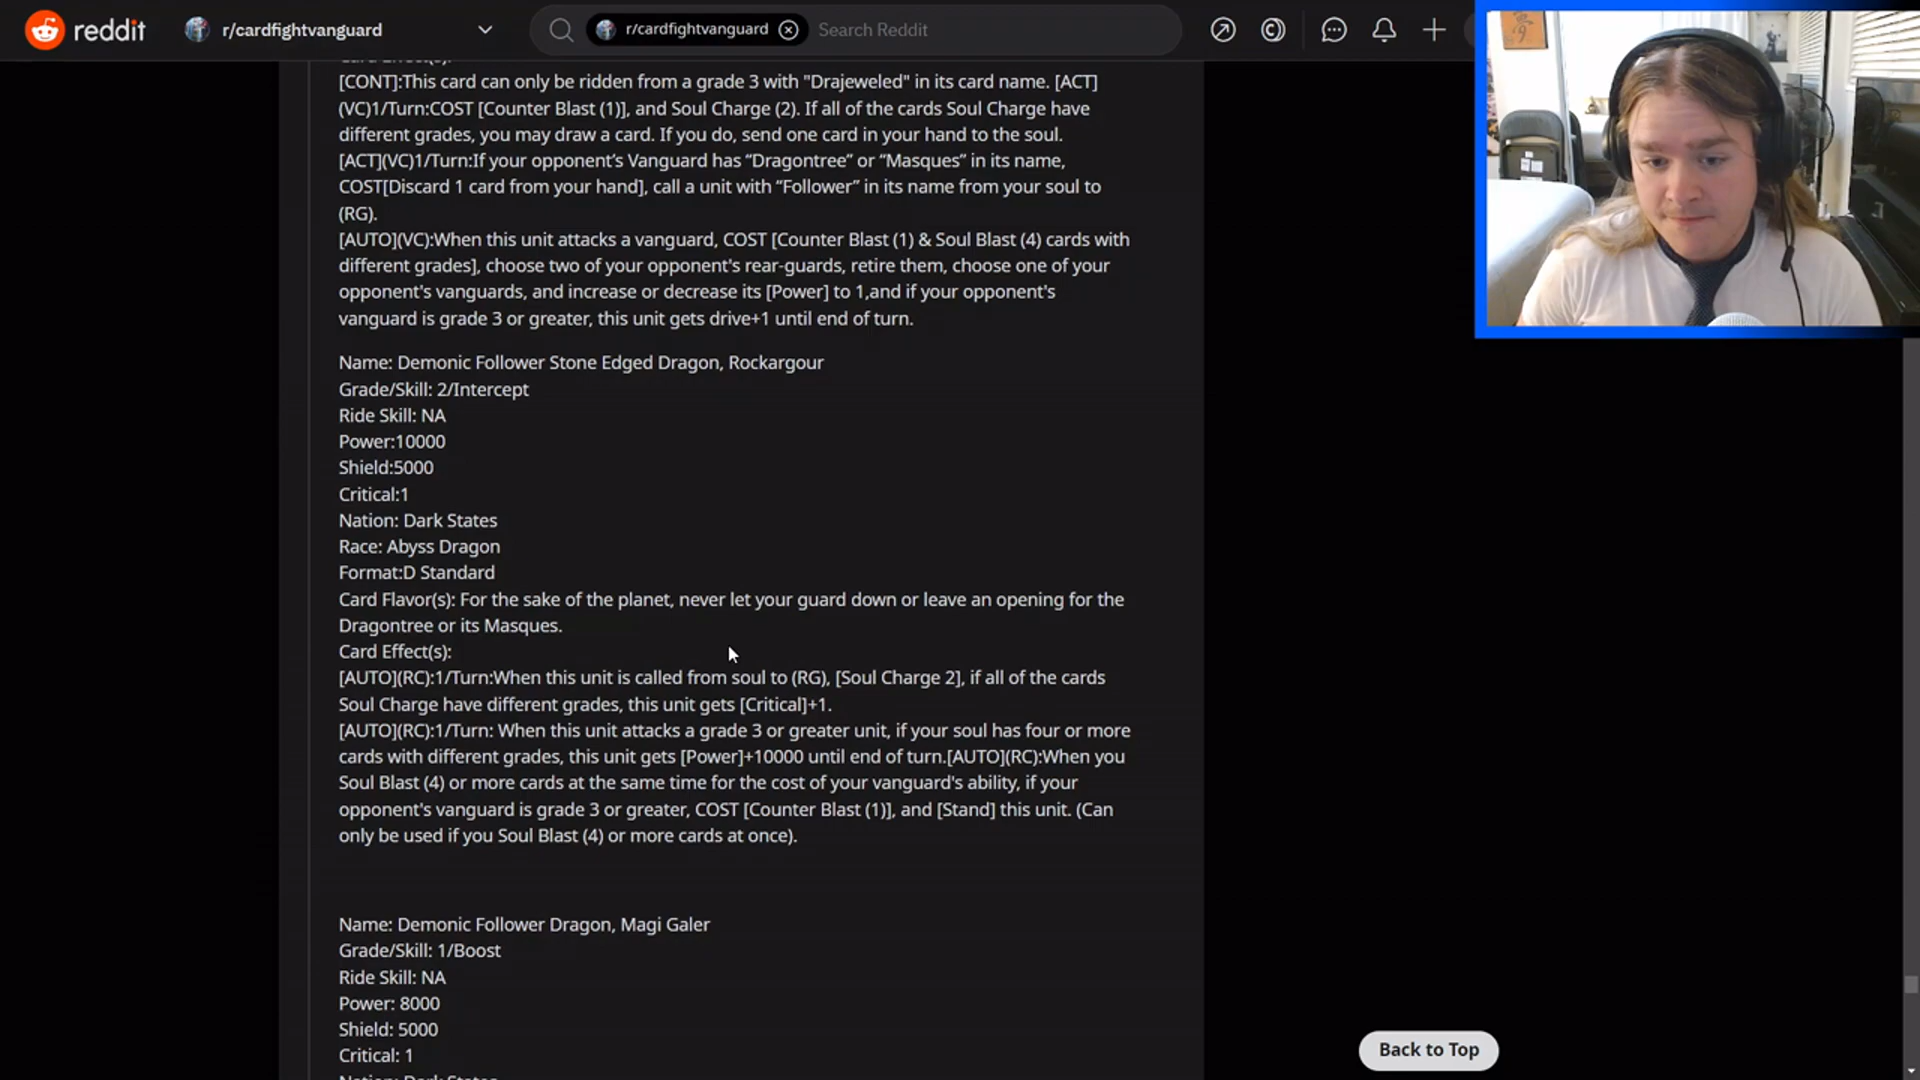 reddit
r/cardfightvanguard
r/cardfightvanguard
Search Reddit
[CONT]:This card can only be ridden from a grade 3 with "Drajeweled" in its card name. [ACT]
(VC)1/Turn:COST [Counter Blast (1)], and Soul Charge (2). If all of the cards Soul Charge have
different grades, you may draw a card. If you do, send one card in your hand to the soul.
[ACT](VC)1/Turn:If your opponent's Vanguard has “Dragontree” or “Masques” in its name,
COST[Discard 1 card from your hand], call a unit with “Follower” in its name from your soul to
(RG).
[AUTO](VC):When this unit attacks a vanguard, COST [Counter Blast (1) & Soul Blast (4) cards with
different grades], choose two of your opponent's rear-guards, retire them, choose one of your
opponent's vanguards, and increase or decrease its [Power] to 1,and if your opponent's
vanguard is grade 3 or greater, this unit gets drive+1 until end of turn.
Name: Demonic Follower Stone Edged Dragon, Rockargour
Grade/Skill: 2/Intercept
Ride Skill: NA
Power:10000
Shield:5000
Critical:1
Nation: Dark States
Race: Abyss Dragon
Format:D Standard
Card Flavor(s): For the sake of the planet, never let your guard down or leave an opening for the
Dragontree or its Masques.
Card Effect(s):
[AUTO](RC):1/Turn:When this unit is called from soul to (RG), [Soul Charge 2], if all of the cards
Soul Charge have different grades, this unit gets [Critical]+1.
[AUTO](RC):1/Turn: When this unit attacks a grade 3 or greater unit, if your soul has four or more
cards with different grades, this unit gets [Power]+10000 until end of turn.[AUTO](RC):When you
Soul Blast (4) or more cards at the same time for the cost of your vanguard's ability, if your
opponent's vanguard is grade 3 or greater, COST [Counter Blast (1)], and [Stand] this unit. (Can
only be used if you Soul Blast (4) or more cards at once).
Name: Demonic Follower Dragon, Magi Galer
Grade/Skill: 1/Boost
Ride Skill: NA
Power: 8000
Shield: 5000
Critical: 1
Back to Top